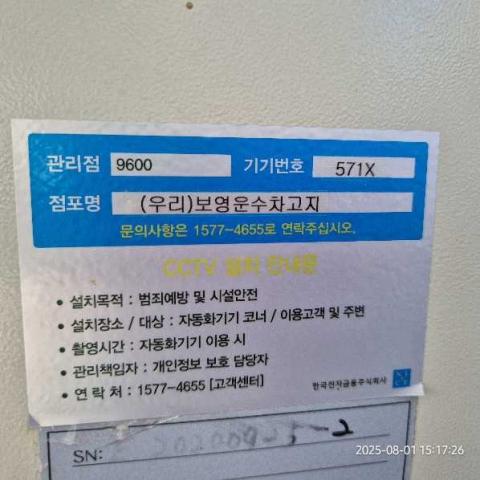 관리점 9600 기기번호 571X
점포명 (우리)보영운수차고지
문의사항은 1577-4655로 연락주십시오.
CCTV 설치 안내문
• 설치목적 : 범죄예방 및 시설안전
• 설치장소 / 대상 : 자동화기기 코너 / 이용고객 및 주변
• 촬영시간 : 자동화기기 이용 시
• 관리책임자 : 개인정보 보호 담당자
• 연 락 처 : 1577-4655 [고객센터]
한국전자금융주식회사
SN:
2025-08-01 15:17:26